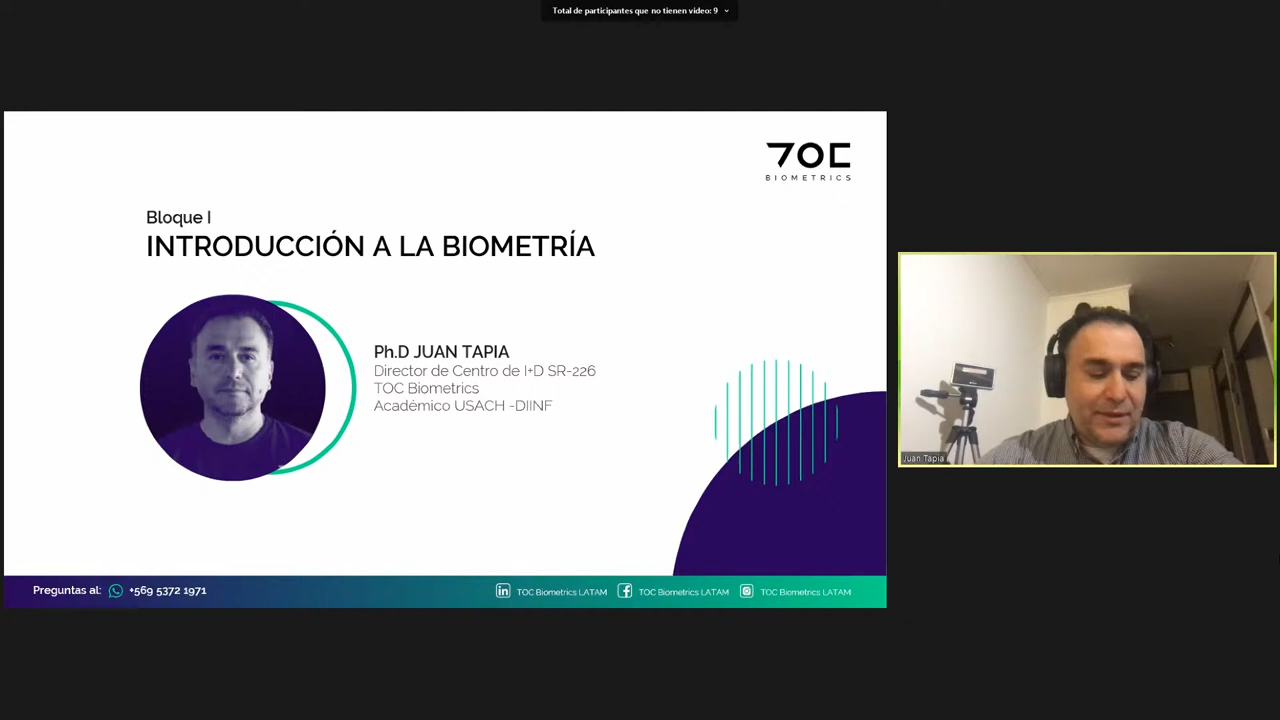 Total de participantes que no tienen video: 9
TOC
BIOMETRICS
Bloque I
INTRODUCCIÓN A LA BIOMETRÍA
Ph.D JUAN TAPIA
Director de Centro de I+D SR-226
TOC Biometrics
Académico USACH -DIINF
Juan Tapia
Preguntas al: +569 5372 1971
TOC Biometrics LATAM
TOC Biometrics LATAM
TOC Biometrics LATAM